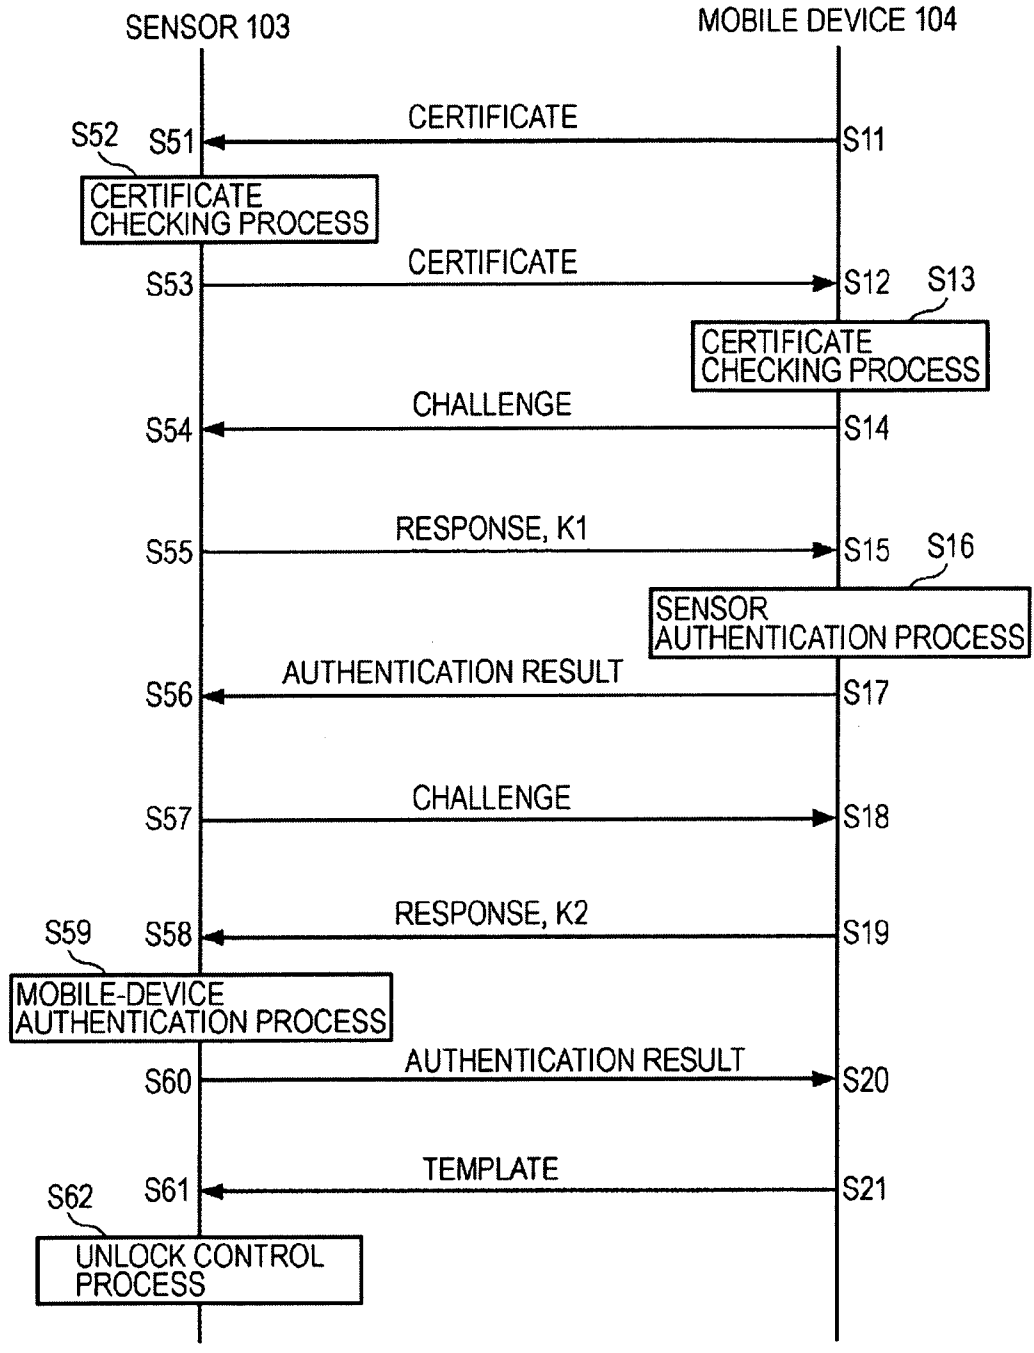 SENSOR 103
MOBILE DEVICE 104
CERTIFICATE
S52
S51
S11
CERTIFICATE
CHECKING PROCESS
CERTIFICATE
S53
S12
S13
CERTIFICATE
CHECKING PROCESS
CHALLENGE
S54
S14
RESPONSE, K1
S55
S15
S16
SENSOR
AUTHENTICATION PROCESS
AUTHENTICATION RESULT
S56
S17
CHALLENGE
S57
S18
RESPONSE, K2
S59
S58
S19
MOBILE-DEVICE
AUTHENTICATION PROCESS
AUTHENTICATION RESULT
S60
S20
TEMPLATE
S61
S21
S62
UNLOCK CONTROL
PROCESS